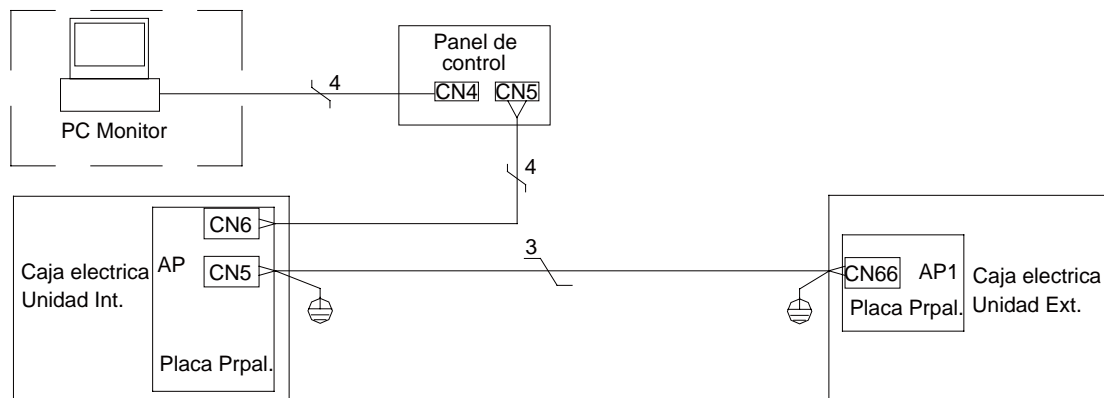 Panel de
control
4
CN4
CN5
PC Monitor
4
CN6
3
AP
CN5
Caja electrica
Unidad Int.
CN66
AP1
Caja electrica
Unidad Ext.
Placa Prpal.
Placa Prpal.